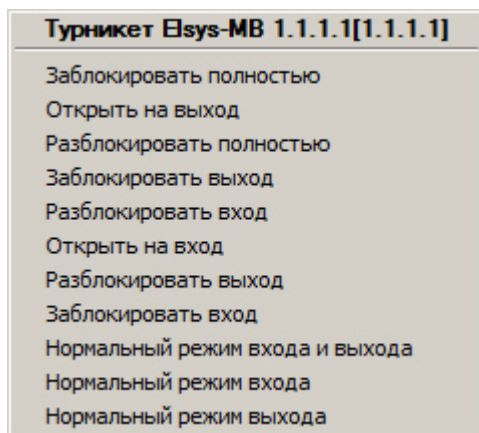 Турникет Elsys-MB 1.1.1.1[1.1.1.1]
Заблокировать полностью
Открыть на выход
Разблокировать полностью
Заблокировать выход
Разблокировать вход
Открыть на вход
Разблокировать выход
Заблокировать вход
Нормальный режим входа и выхода
Нормальный режим входа
Нормальный режим выхода